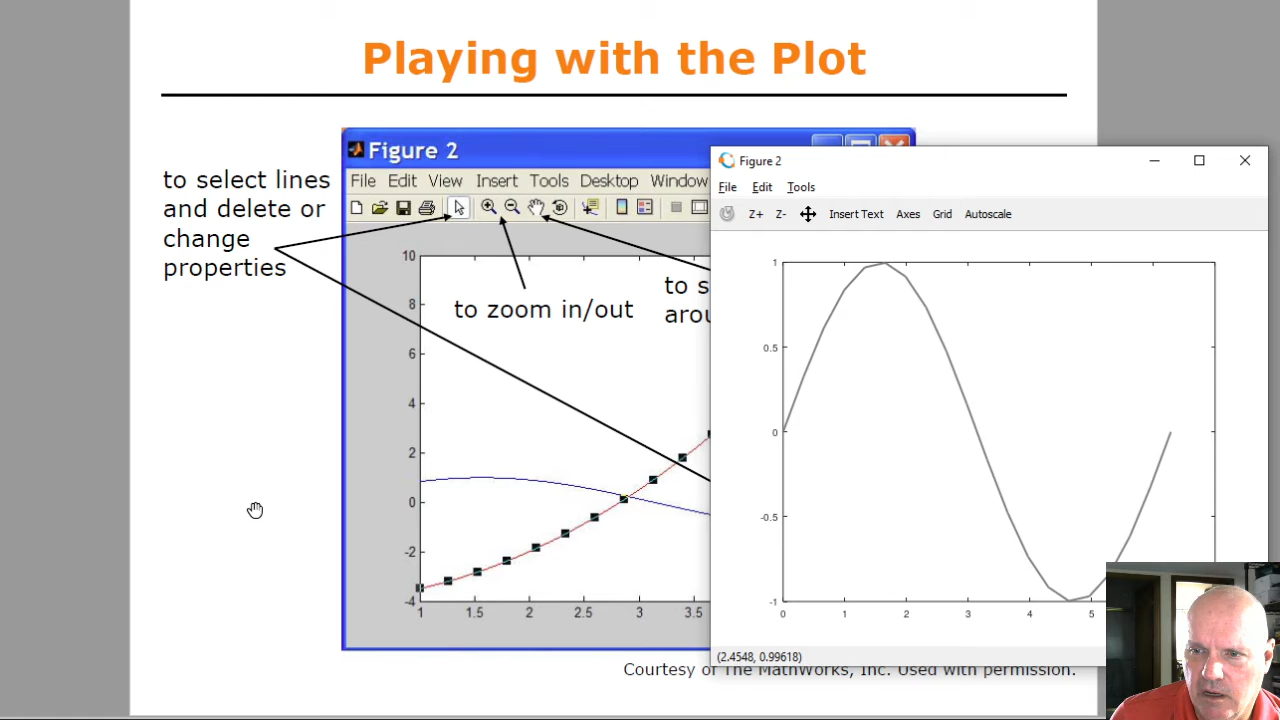 Playing with the Plot
to select lines
and delete or
change
properties
Figure 2
File Edit View Insert Tools Desktop Window
10
8
6
4
2
0
-2
-4
1 1.5 2 2.5 3 3.5
to zoom in/out
to s
arou
Figure 2
File Edit Tools
Z+ Z- Insert Text Axes Grid Autoscale
1
0.5
0
-0.5
-1
0 1 2 3 4 5
(2.4548, 0.99618)
Courtesy of The MathWorks, Inc. Used with permission.